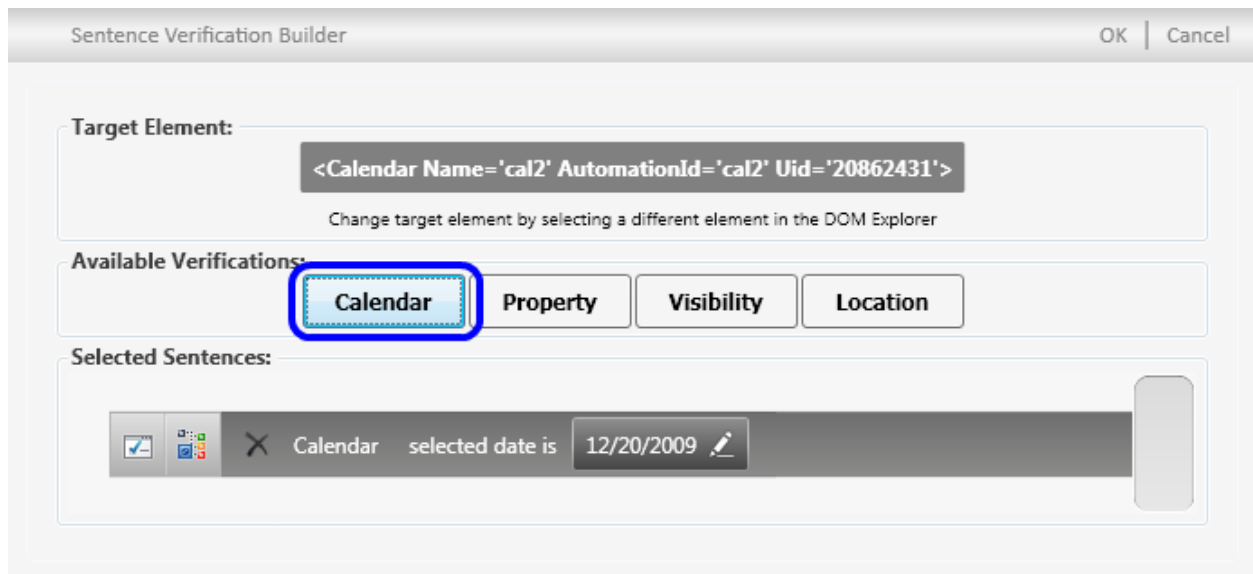 Sentence Verification Builder OK | Cancel
Target Element:
<Calendar Name='cal2' AutomationId='cal2' Uid='20862431'>
Change target element by selecting a different element in the DOM Explorer
Available Verifications:
Calendar Property Visibility Location
Selected Sentences:
Calendar selected date is 12/20/2009